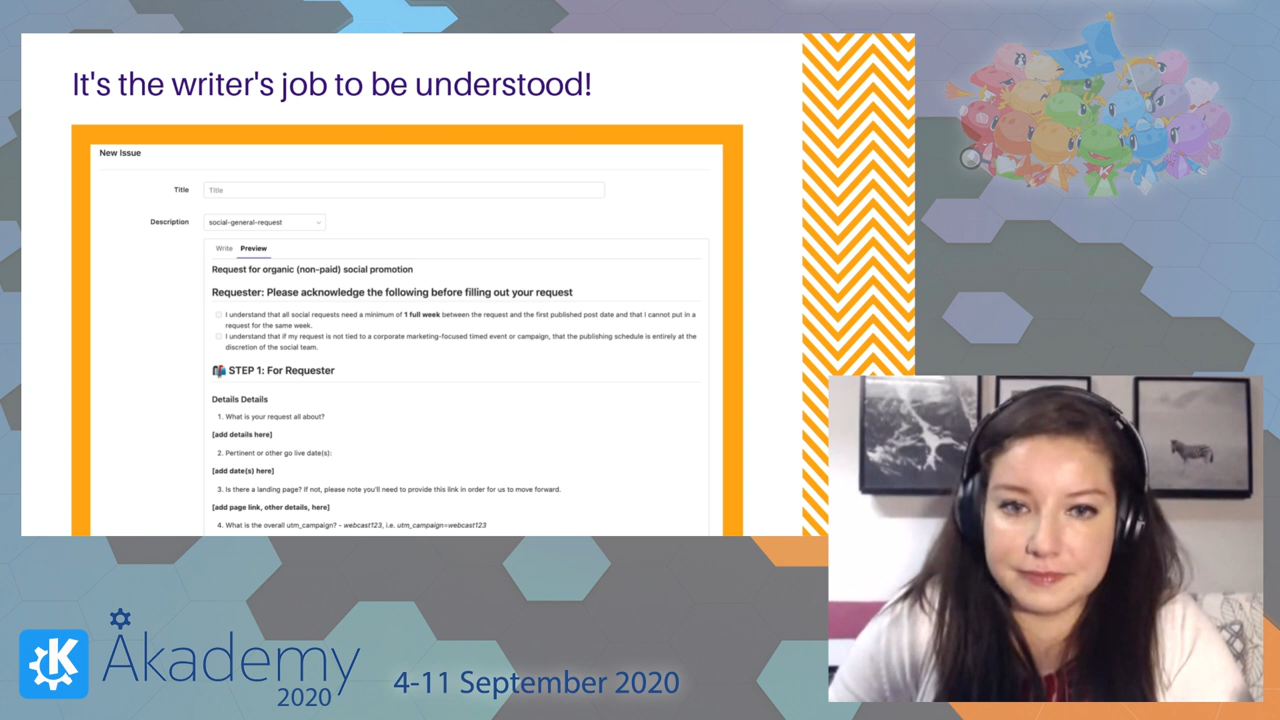 It's the writer's job to be understood!
New Issue
Title
Title
Description
social-general-request
Write Preview
Request for organic (non-paid) social promotion
Requester: Please acknowledge the following before filling out your request
I understand that all social requests need a minimum of 1 full week between the request and the first published post date and that I cannot put in a
request for the same week.
I understand that if my request is not tied to a corporate marketing-focused timed event or campaign, that the publishing schedule is entirely at the
discretion of the social team.
STEP 1: For Requester
Details Details
1. What is your request all about?
[add details here]
2. Pertinent or other go live date(s):
[add date(s) here]
3. Is there a landing page? If not, please note you'll need to provide this link in order for us to move forward.
[add page link, other details, here]
4. What is the overall utm_campaign? - webcast123, i.e. utm_campaign=webcast123
K
Akademy
2020
4-11 September 2020